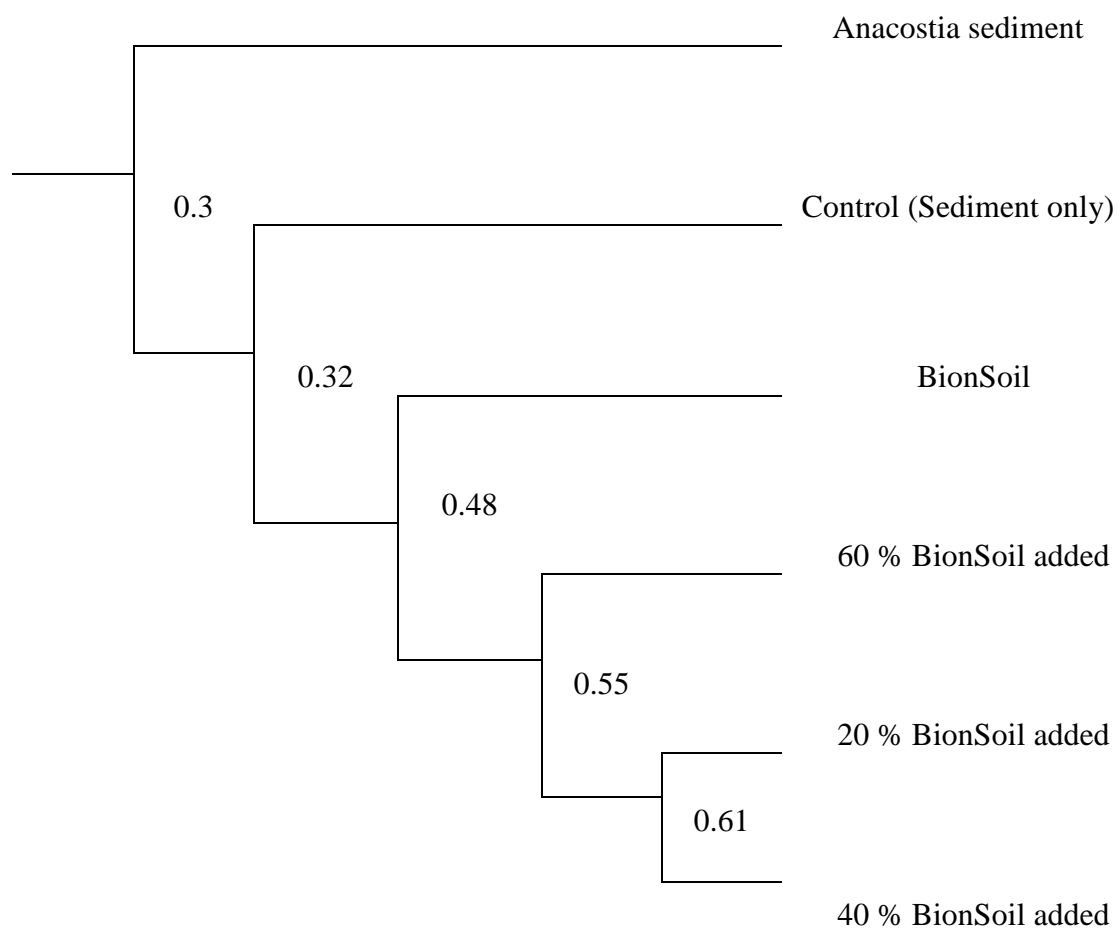 Anacostia sediment
0.3
Control (Sediment only)
0.32
BionSoil
0.48
60 % BionSoil added
0.55
20 % BionSoil added
0.61
40 % BionSoil added